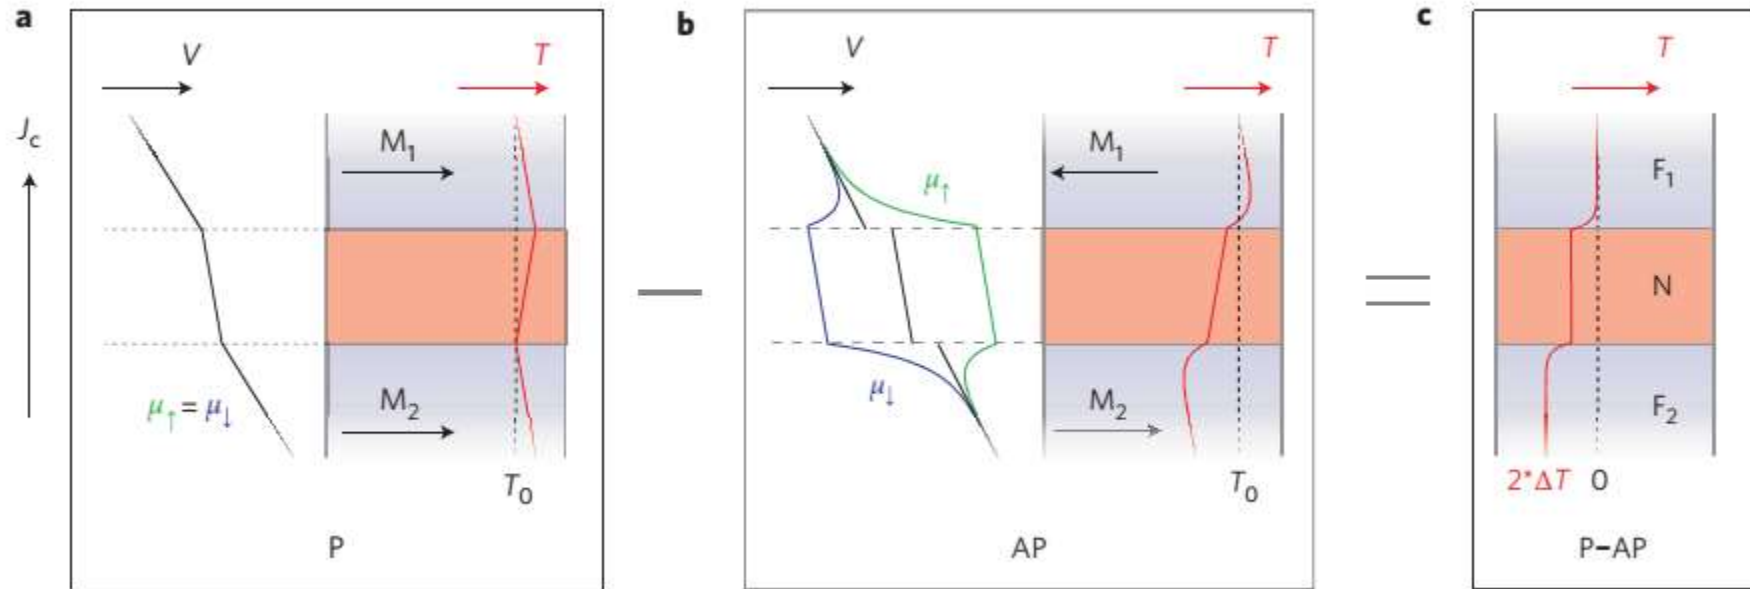 a
V
T
J_c
M_1
M_2
μ↑ = μ↓
T_0
P
b
V
T
M_1
μ↑
μ↓
M_2
T_0
AP
c
T
F_1
N
F_2
2*ΔT 0
P–AP